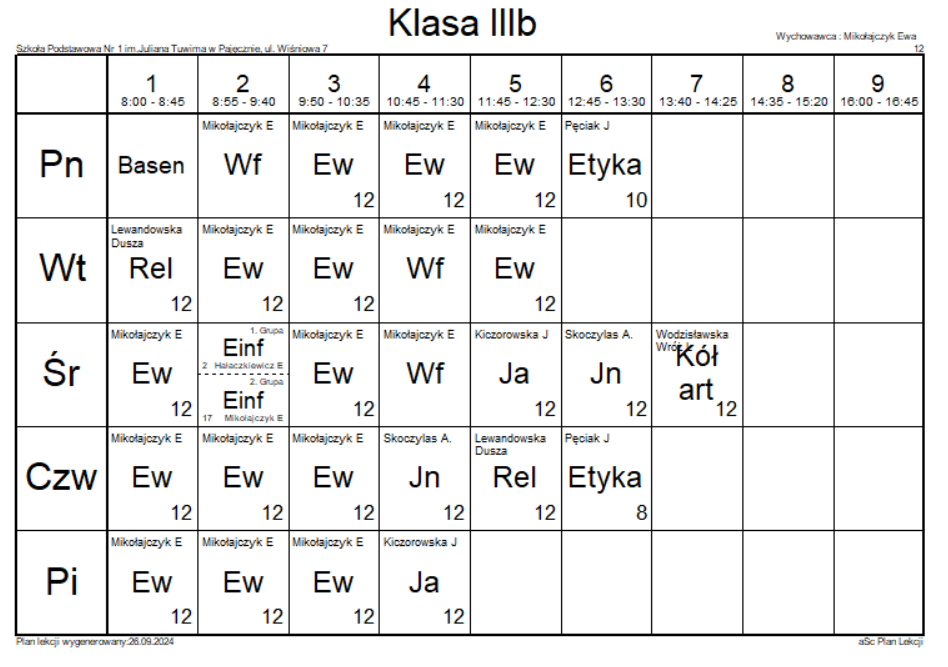 Klasa IIIb
Szkoła Podstawowa Nr 1 im.Juliana Tuwima w Pajęcznie, ul. Wiśniowa 7
Wychowawca : Mikołajczyk Ewa
12
1 2 3 4 5 6 7 8 9
8:00 - 8:45 8:55 - 9:40 9:50 - 10:35 10:45 - 11:30 11:45 - 12:30 12:45 - 13:30 13:40 - 14:25 14:35 - 15:20 16:00 - 16:45
Mikołajczyk E Mikołajczyk E Mikołajczyk E Mikołajczyk E Pęciak J
Pn Basen Wf Ew Ew Ew Etyka
12 12 12 10
Lewandowska Mikołajczyk E Mikołajczyk E Mikołajczyk E Mikołajczyk E
Dusza
Wt Rel Ew Ew Wf Ew
12 12 12 12
Mikołajczyk E 1. Grupa Mikołajczyk E Mikołajczyk E Kiczorowska J Skoczylas A. Wodzisławska
Einf Wróż Kół
2 Hałaczkiewicz E
Śr Ew Ew Wf Ja Jn art
2. Grupa
Einf
12 17 Mikołajczyk E 12 12 12 12
Mikołajczyk E Mikołajczyk E Mikołajczyk E Skoczylas A. Lewandowska Pęciak J
Dusza
Czw Ew Ew Ew Jn Rel Etyka
12 12 12 12 12 8
Mikołajczyk E Mikołajczyk E Mikołajczyk E Kiczorowska J
Pi Ew Ew Ew Ja
12 12 12 12
Plan lekcji wygenerowany:26.09.2024
aSc Plan Lekcji